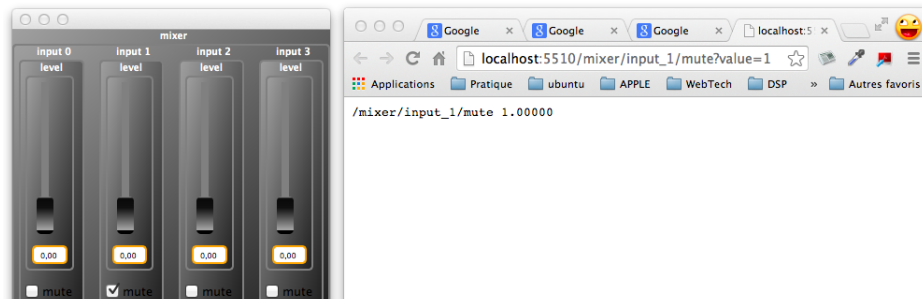 mixer
input 0 input 1 input 2 input 3
level level level level
0,00 0,00 0,00 0,00
mute mute mute mute
Google Google Google localhost:5
localhost:5510/mixer/input_1/mute?value=1
Applications Pratique ubuntu APPLE WebTech DSP » Autres favoris
/mixer/input_1/mute 1.00000